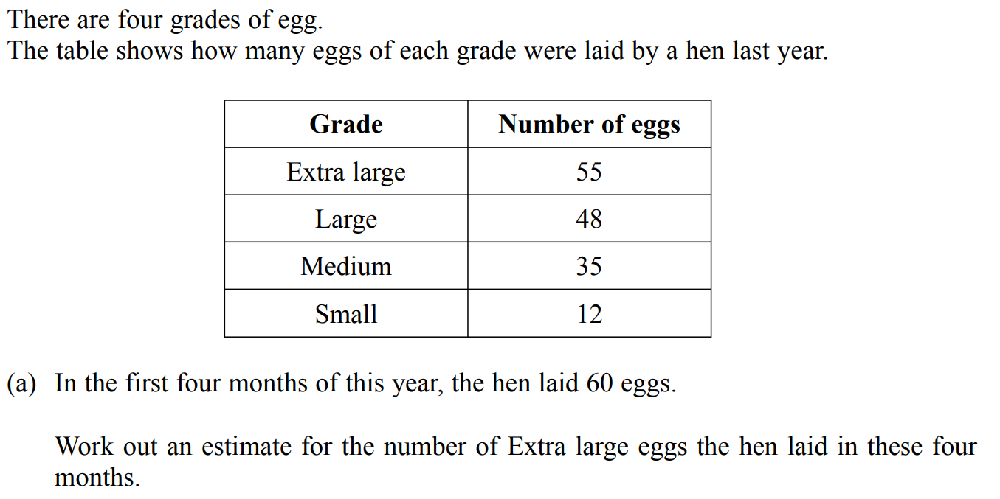 There are four grades of egg.
The table shows how many eggs of each grade were laid by a hen last year.
Grade Number of eggs
Extra large 55
Large 48
Medium 35
Small 12
(a) In the first four months of this year, the hen laid 60 eggs.
Work out an estimate for the number of Extra large eggs the hen laid in these four
months.